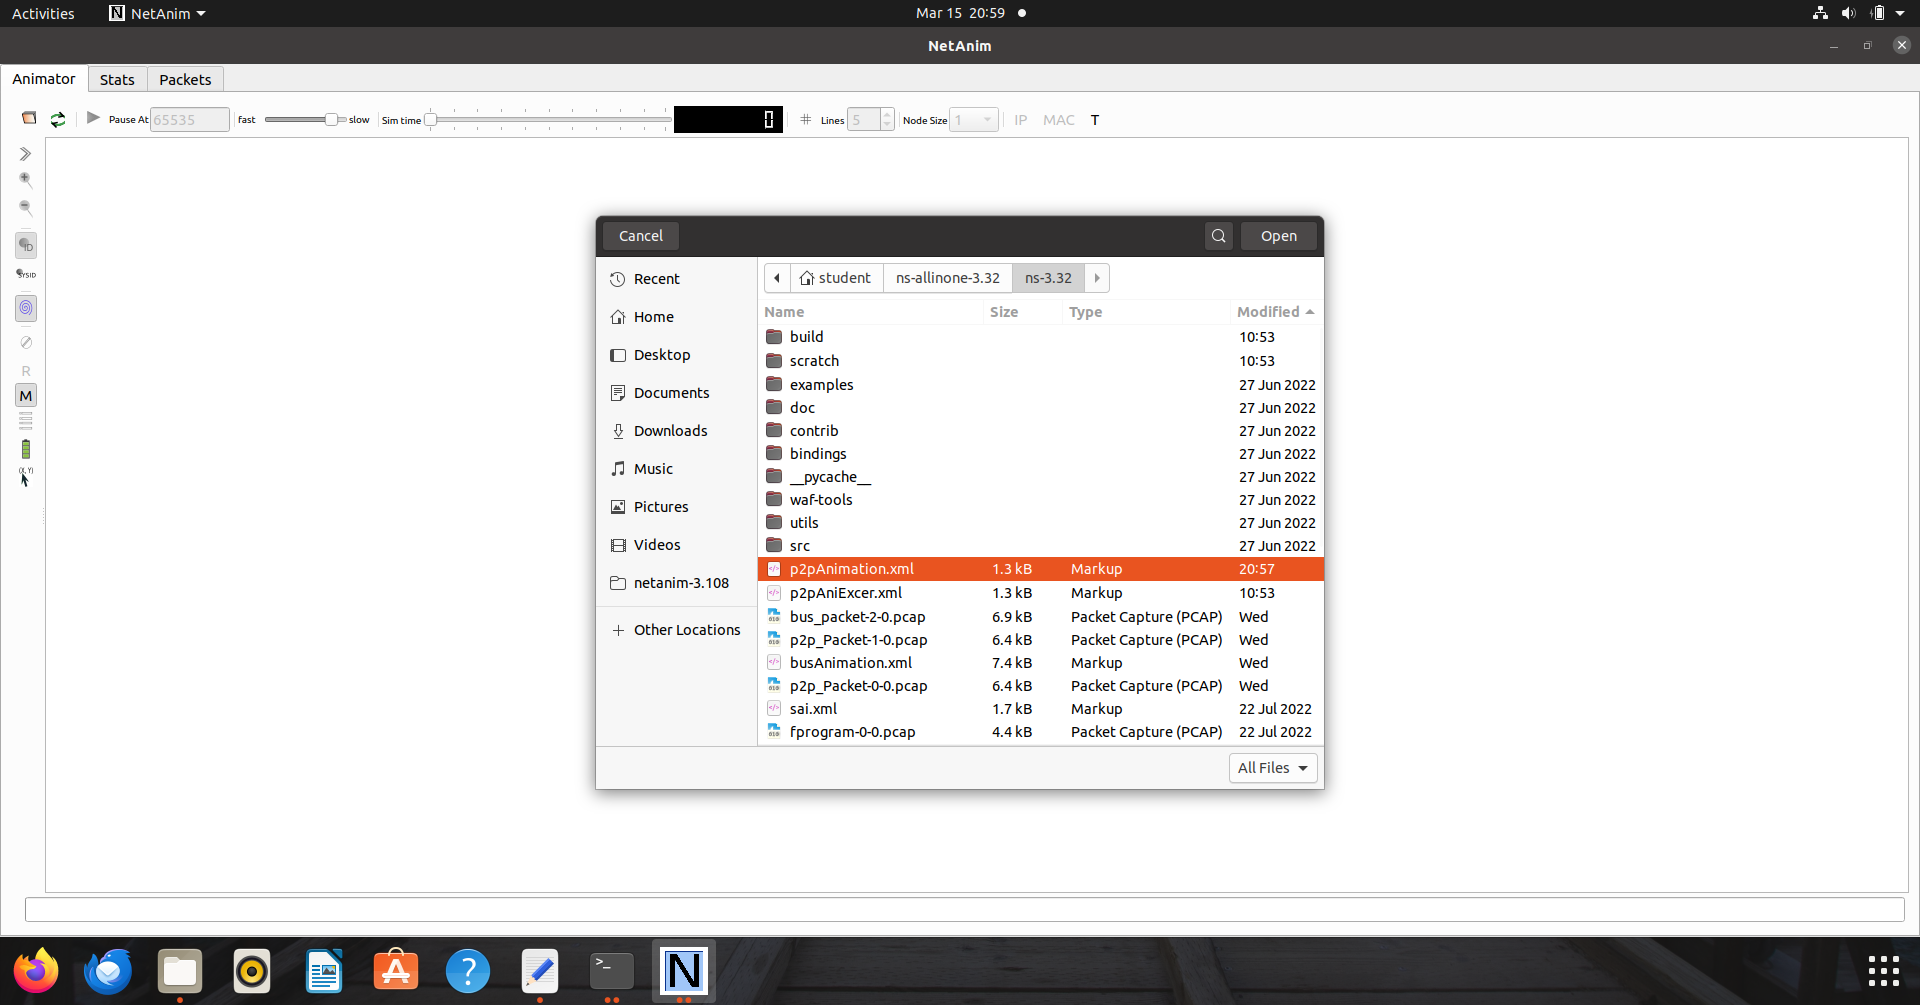 Activities NetAnim Mar 15 20:59
NetAnim
Animator Stats Packets
Pause At 65535 fast slow Sim time 0 Lines 5 Node Size 1 IP MAC T
ID
SYSID
R
M
(X, Y)
Cancel Open
Recent
Home
Desktop
Documents
Downloads
Music
Pictures
Videos
netanim-3.108
Other Locations
student ns-allinone-3.32 ns-3.32
Name Size Type Modified
build 10:53
scratch 10:53
examples 27 Jun 2022
doc 27 Jun 2022
contrib 27 Jun 2022
bindings 27 Jun 2022
__pycache__ 27 Jun 2022
waf-tools 27 Jun 2022
utils 27 Jun 2022
src 27 Jun 2022
p2pAnimation.xml 1.3 kB Markup 20:57
p2pAniExcer.xml 1.3 kB Markup 10:53
bus_packet-2-0.pcap 6.9 kB Packet Capture (PCAP) Wed
p2p_Packet-1-0.pcap 6.4 kB Packet Capture (PCAP) Wed
busAnimation.xml 7.4 kB Markup Wed
p2p_Packet-0-0.pcap 6.4 kB Packet Capture (PCAP) Wed
sai.xml 1.7 kB Markup 22 Jul 2022
fprogram-0-0.pcap 4.4 kB Packet Capture (PCAP) 22 Jul 2022
All Files